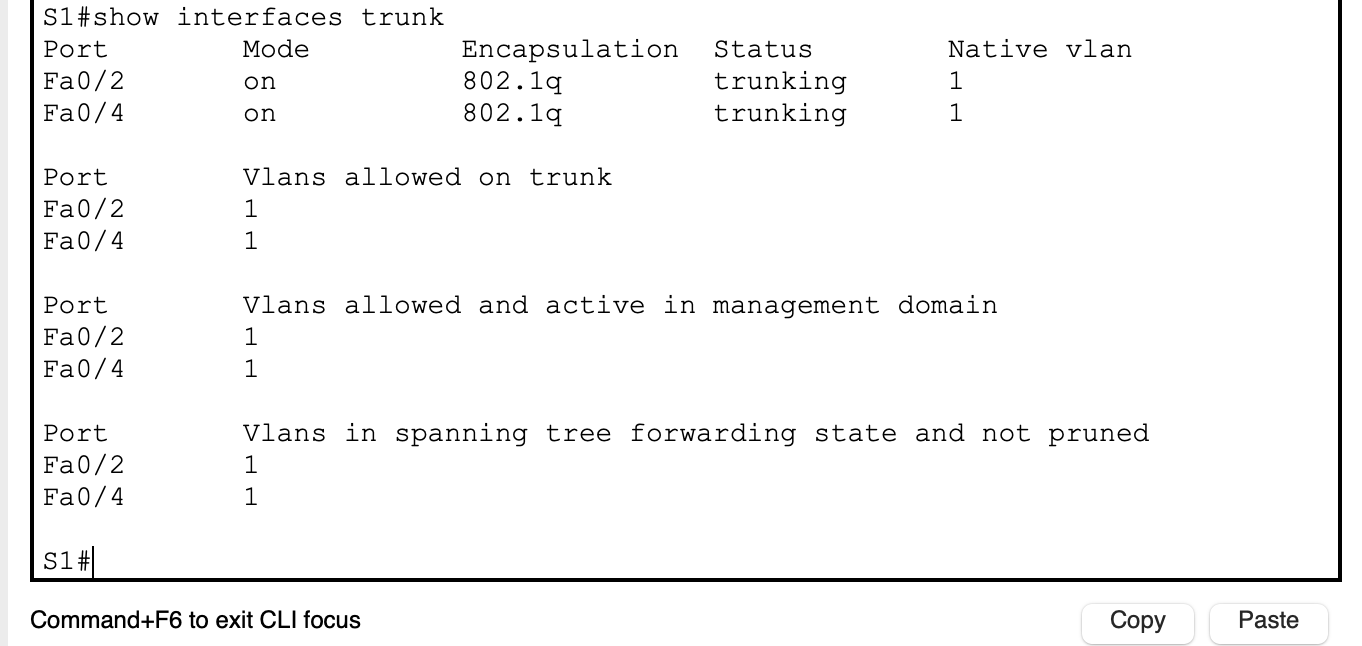 S1#show interfaces trunk
Port Mode Encapsulation Status Native vlan
Fa0/2 on 802.1q trunking 1
Fa0/4 on 802.1q trunking 1
Port Vlans allowed on trunk
Fa0/2 1
Fa0/4 1
Port Vlans allowed and active in management domain
Fa0/2 1
Fa0/4 1
Port Vlans in spanning tree forwarding state and not pruned
Fa0/2 1
Fa0/4 1
S1#
Command+F6 to exit CLI focus
Copy Paste